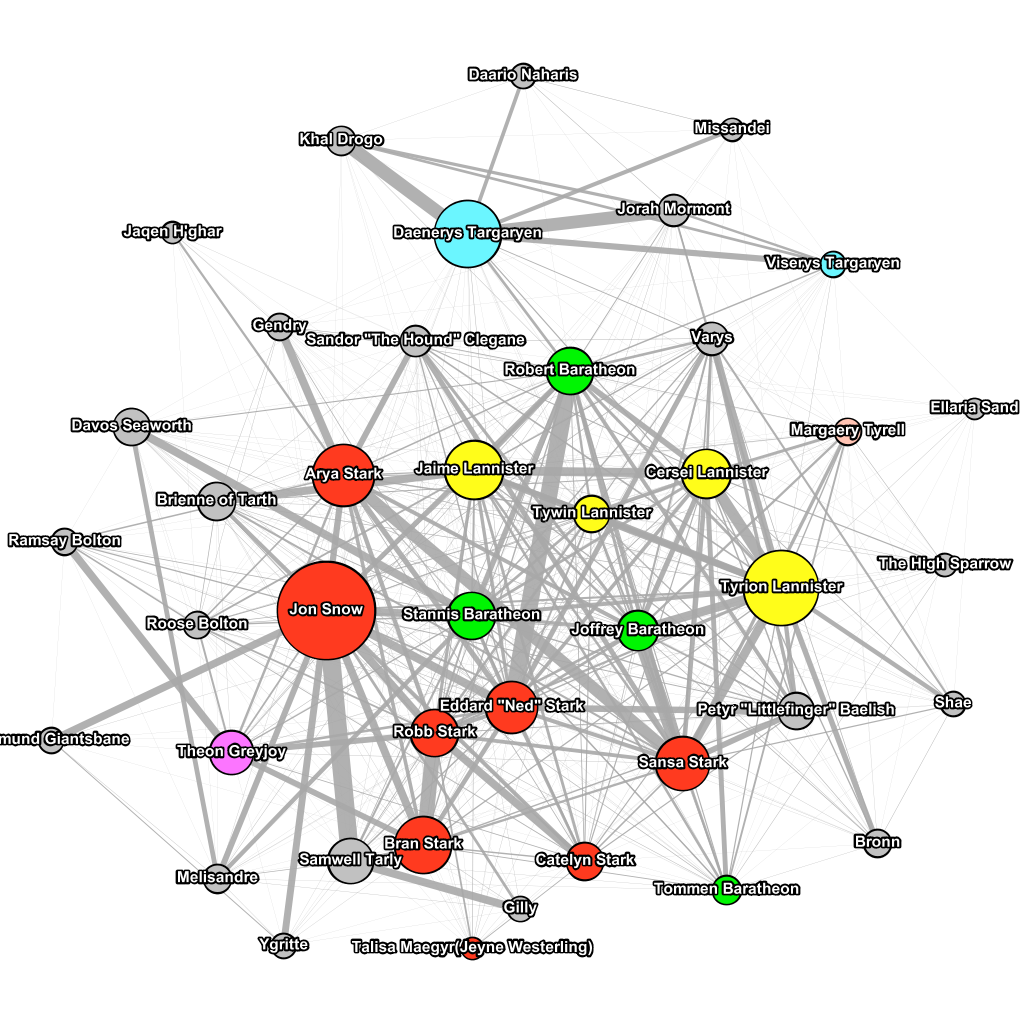 Daario Naharis
Missandei
Khal Drogo
Jorah Mormont
Jaqen H'ghar
Daenerys Targaryen
Viserys Targaryen
Gendry
Sandor "The Hound" Clegane
Varys
Robert Baratheon
Ellaria Sand
Davos Seaworth
Margaery Tyrell
Arya Stark
Jaime Lannister
Cersei Lannister
Brienne of Tarth
Tywin Lannister
Ramsay Bolton
The High Sparrow
Tyrion Lannister
Jon Snow
Stannis Baratheon
Roose Bolton
Joffrey Baratheon
Eddard "Ned" Stark
Petyr "Littlefinger" Baelish
Shae
Robb Stark
mund Giantsbane
Theon Greyjoy
Sansa Stark
Bran Stark
Bronn
Samwell Tarly
Catelyn Stark
Melisandre
Tommen Baratheon
Gilly
Ygritte
Talisa Maegyr(Jeyne Westerling)